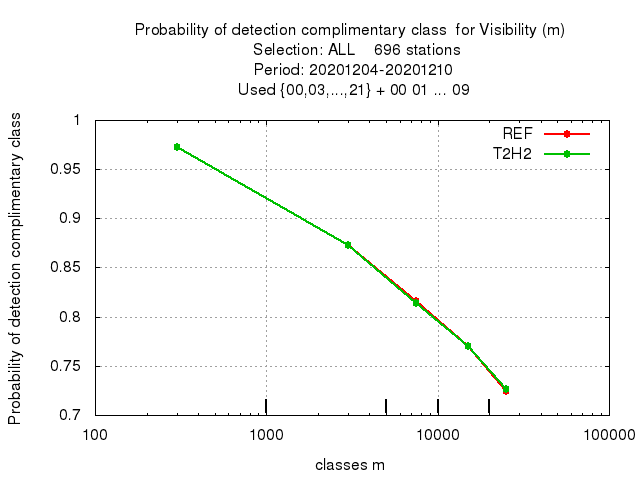 Probability of detection complimentary class  for Visibility (m)
Selection: ALL    696 stations
Period: 20201204-20201210
Used {00,03,...,21} + 00 01 ... 09
Probability of detection complimentary class
1
0.95
0.9
0.85
0.8
0.75
0.7
REF
T2H2
100
1000
10000
100000
classes m